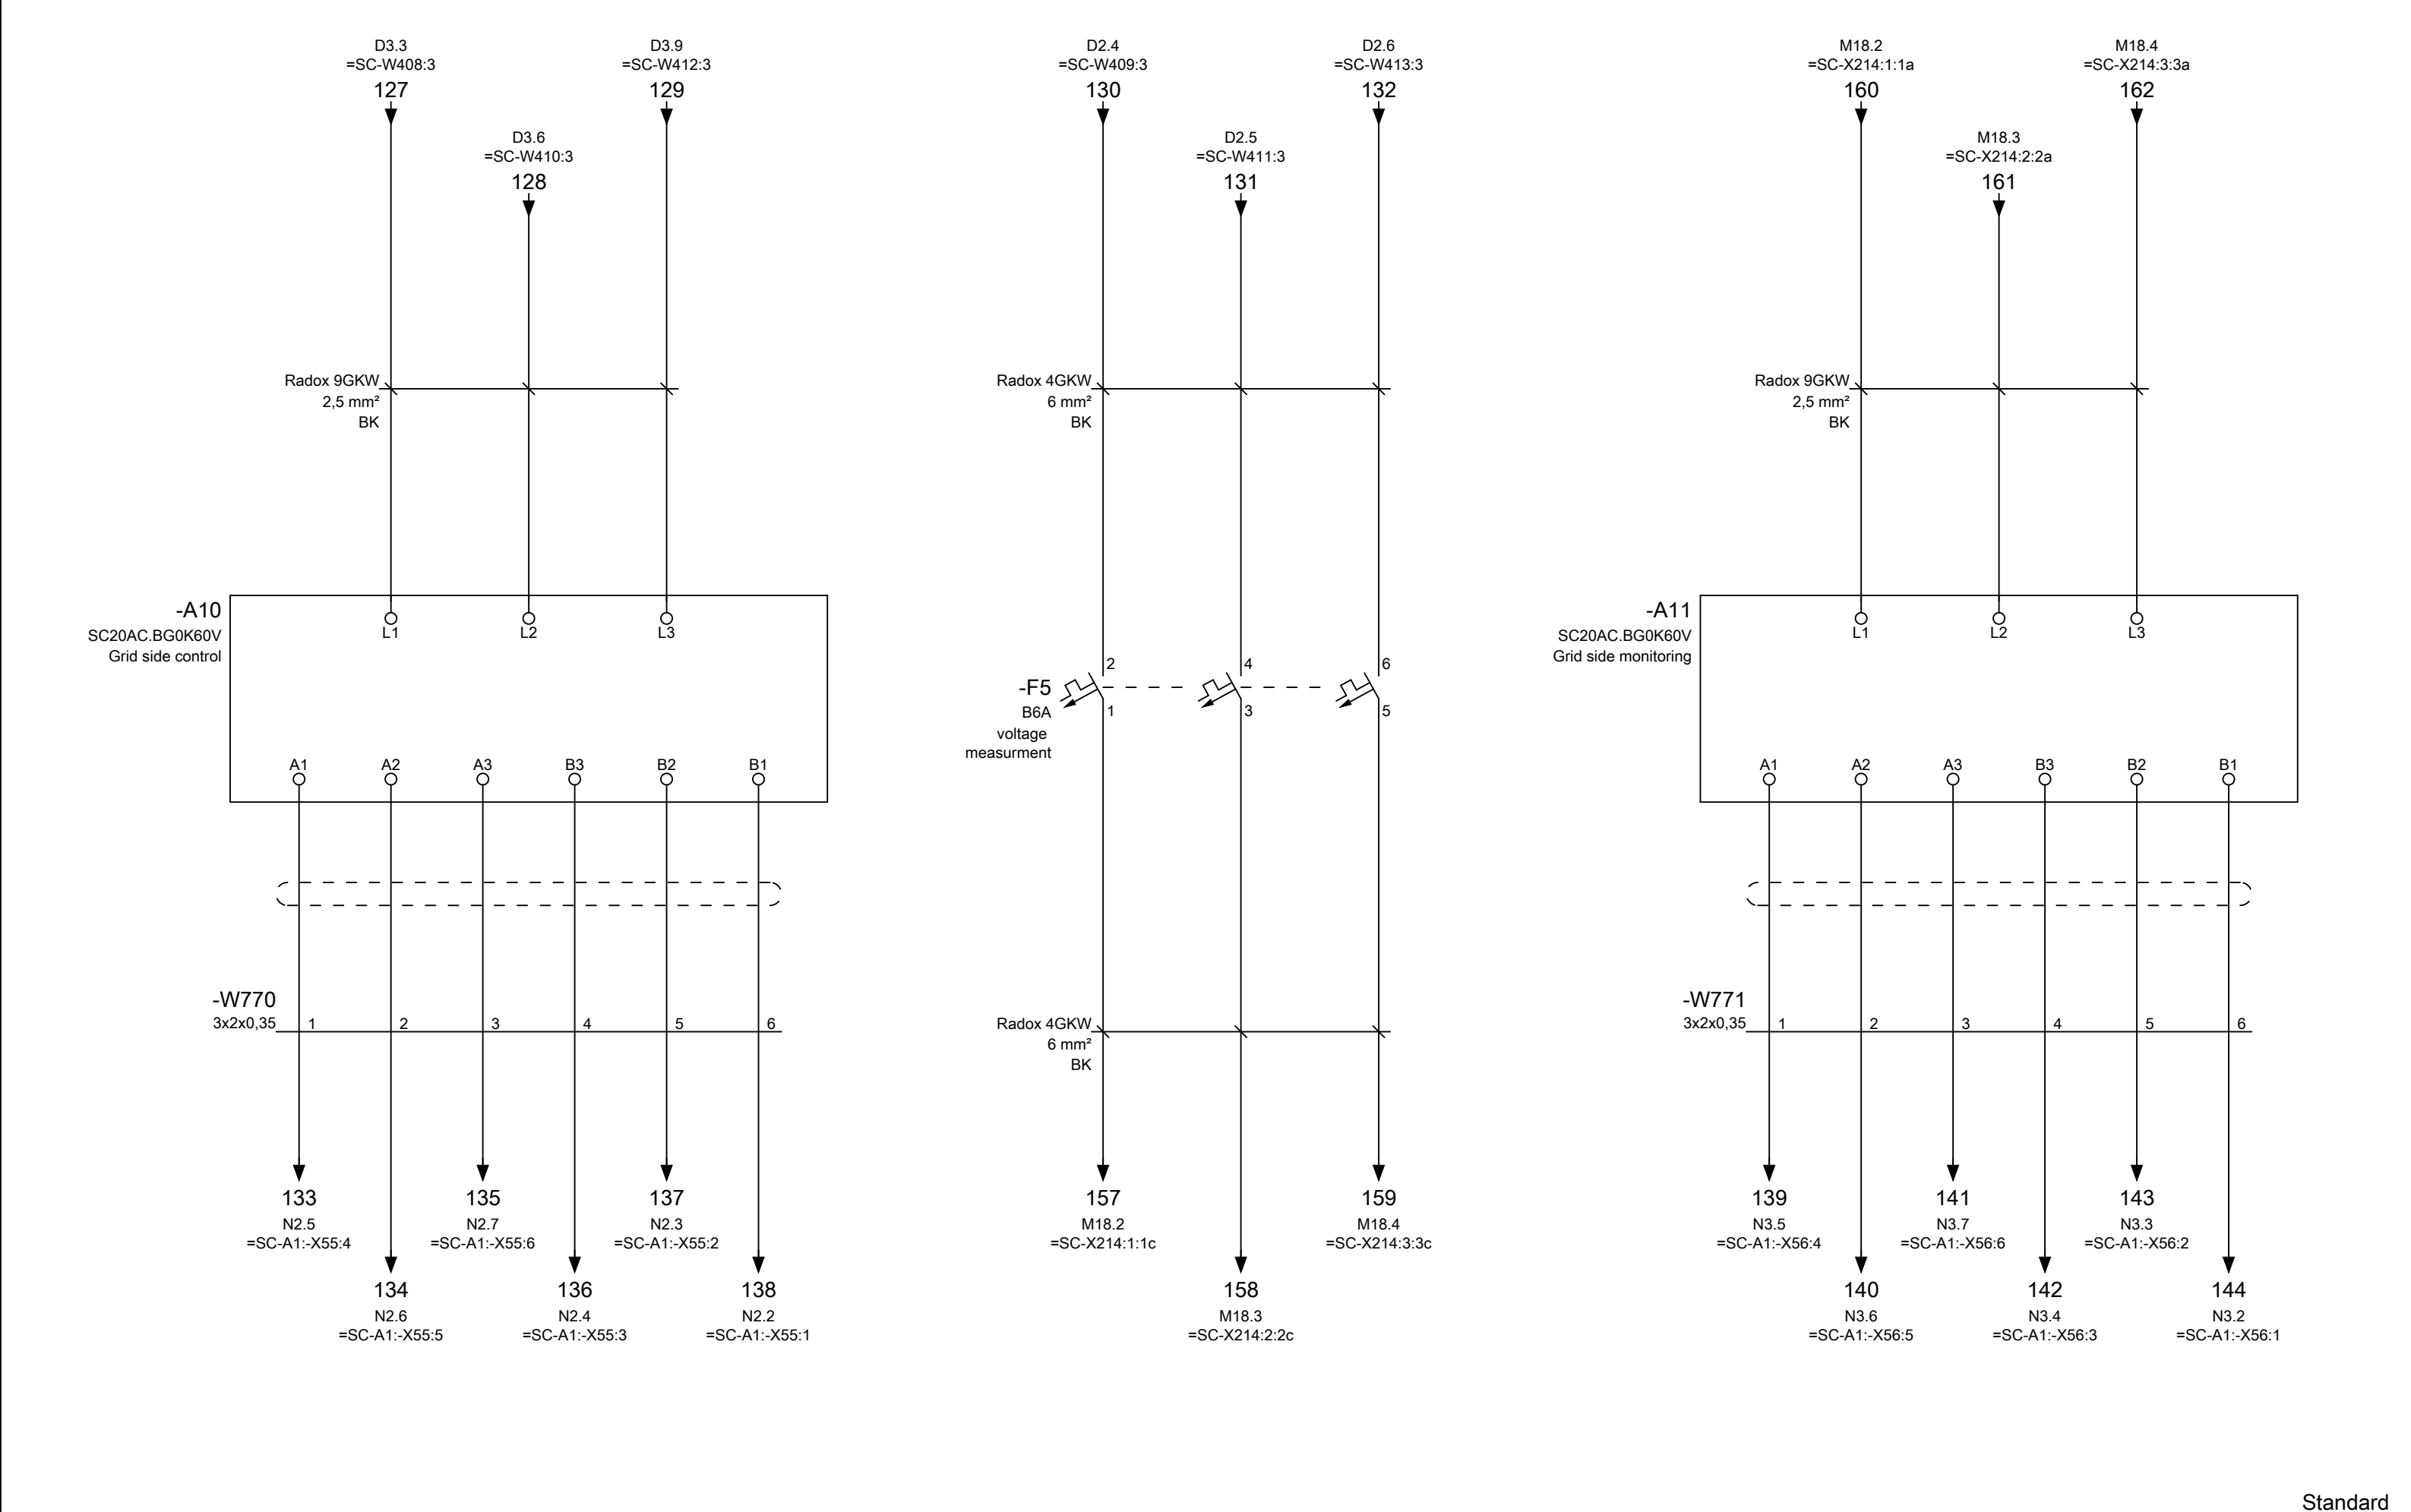 D3.3
=SC-W408:3
127
D3.6
=SC-W410:3
128
D3.9
=SC-W412:3
129
D2.4
=SC-W409:3
130
D2.5
=SC-W411:3
131
D2.6
=SC-W413:3
132
M18.2
=SC-X214:1:1a
160
M18.3
=SC-X214:2:2a
161
M18.4
=SC-X214:3:3a
162
Radox 9GKW
2,5 mm²
BK
Radox 4GKW
6 mm²
BK
Radox 9GKW
2,5 mm²
BK
-A10
SC20AC.BG0K60V
Grid side control
L1
L2
L3
A1
A2
A3
B3
B2
B1
-F5
B6A
voltage
measurment
2
1
4
3
6
5
-A11
SC20AC.BG0K60V
Grid side monitoring
L1
L2
L3
A1
A2
A3
B3
B2
B1
-W770
3x2x0,35
1
2
3
4
5
6
Radox 4GKW
6 mm²
BK
-W771
3x2x0,35
1
2
3
4
5
6
133
N2.5
=SC-A1:-X55:4
134
N2.6
=SC-A1:-X55:5
135
N2.7
=SC-A1:-X55:6
136
N2.4
=SC-A1:-X55:3
137
N2.3
=SC-A1:-X55:2
138
N2.2
=SC-A1:-X55:1
157
M18.2
=SC-X214:1:1c
158
M18.3
=SC-X214:2:2c
159
M18.4
=SC-X214:3:3c
139
N3.5
=SC-A1:-X56:4
140
N3.6
=SC-A1:-X56:5
141
N3.7
=SC-A1:-X56:6
142
N3.4
=SC-A1:-X56:3
143
N3.3
=SC-A1:-X56:2
144
N3.2
=SC-A1:-X56:1
Standard